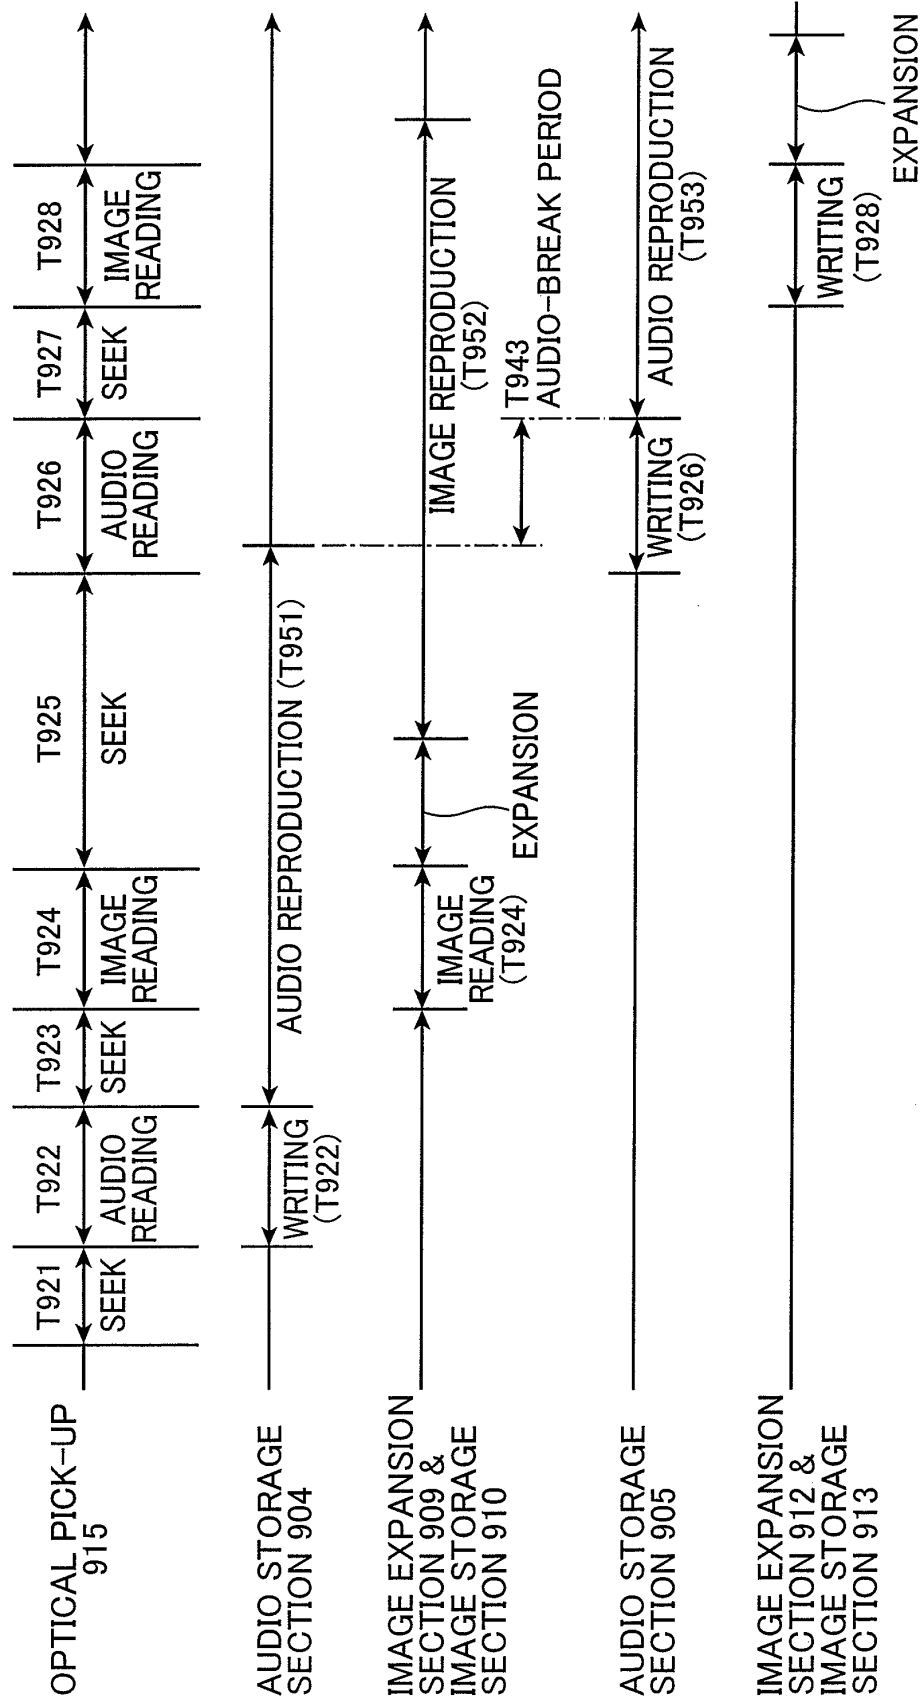 OPTICAL PICK-UP
915
T921
SEEK
T922
AUDIO
READING
T923
SEEK
T924
IMAGE
READING
T925
SEEK
T926
AUDIO
READING
T927
SEEK
T928
IMAGE
READING
AUDIO STORAGE
SECTION 904
WRITING
(T922)
AUDIO REPRODUCTION (T951)
IMAGE EXPANSION
SECTION 909 &
IMAGE STORAGE
SECTION 910
IMAGE
READING
(T924)
EXPANSION
IMAGE REPRODUCTION
(T952)
T943
AUDIO-BREAK PERIOD
AUDIO STORAGE
SECTION 905
WRITING
(T926)
AUDIO REPRODUCTION
(T953)
IMAGE EXPANSION
SECTION 912 &
IMAGE STORAGE
SECTION 913
WRITING
(T928)
EXPANSION